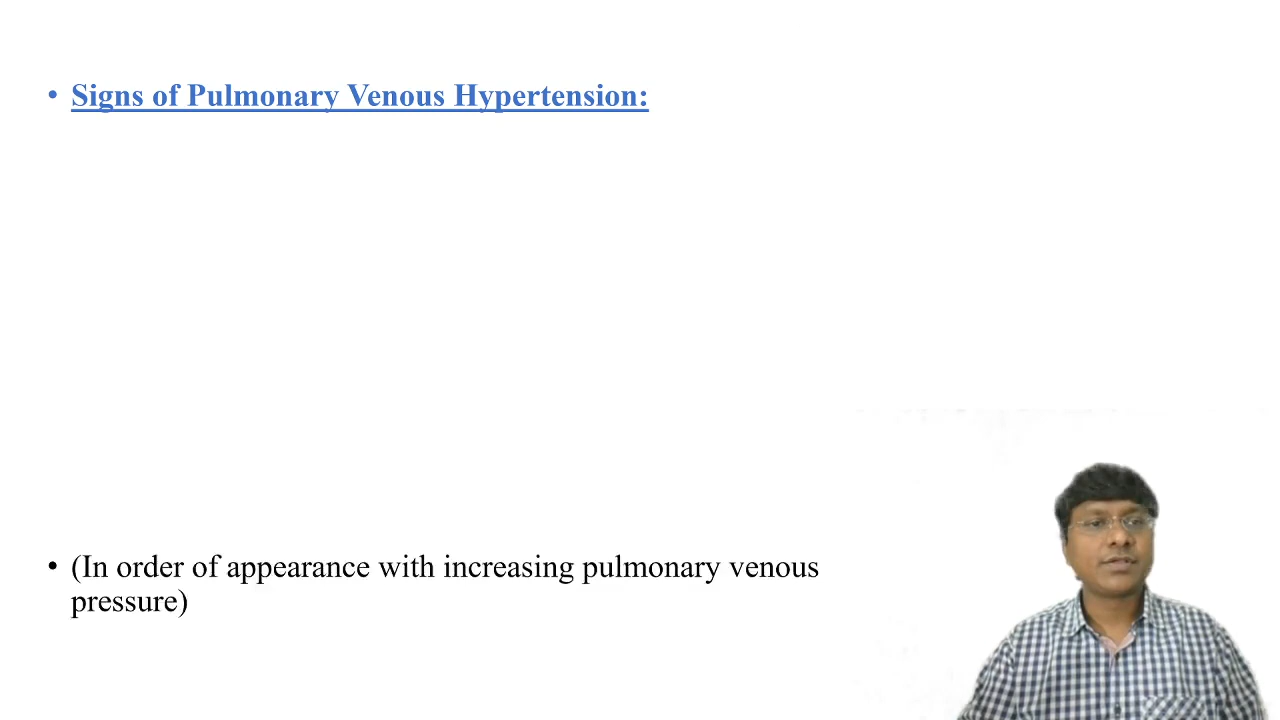 • Signs of Pulmonary Venous Hypertension:
• (In order of appearance with increasing pulmonary venous
pressure)